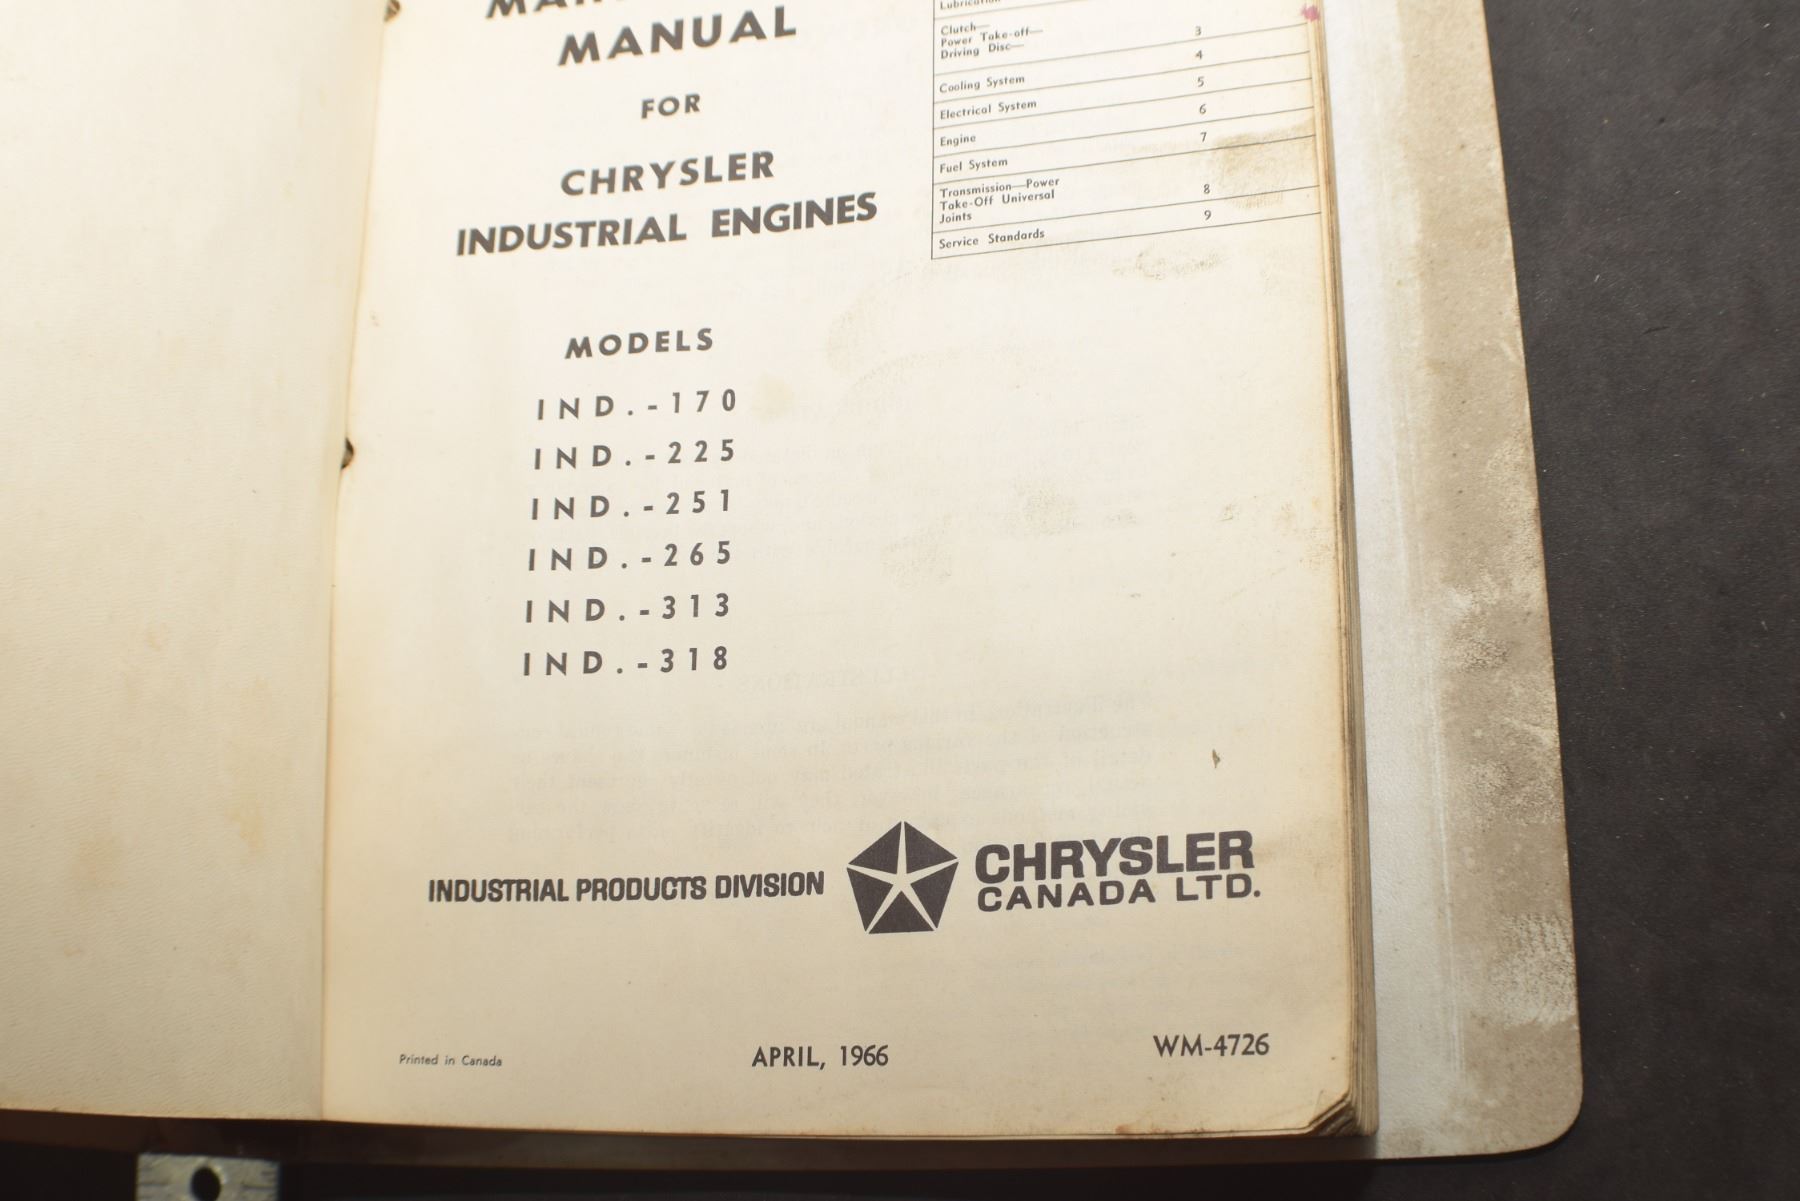 MANUAL
FOR
CHRYSLER
INDUSTRIAL ENGINES
MODELS
IND.-170
IND.-225
IND.-251
IND.-265
IND.-313
IND.-318
Lubrication
Clutch—
Power Take-off— 3
Driving Disc—
4
Cooling System
5
Electrical System
6
Engine
7
Fuel System
Transmission—Power
Take-Off Universal 8
Joints
9
Service Standards
INDUSTRIAL PRODUCTS DIVISION
CHRYSLER
CANADA LTD.
Printed in Canada
APRIL, 1966
WM-4726